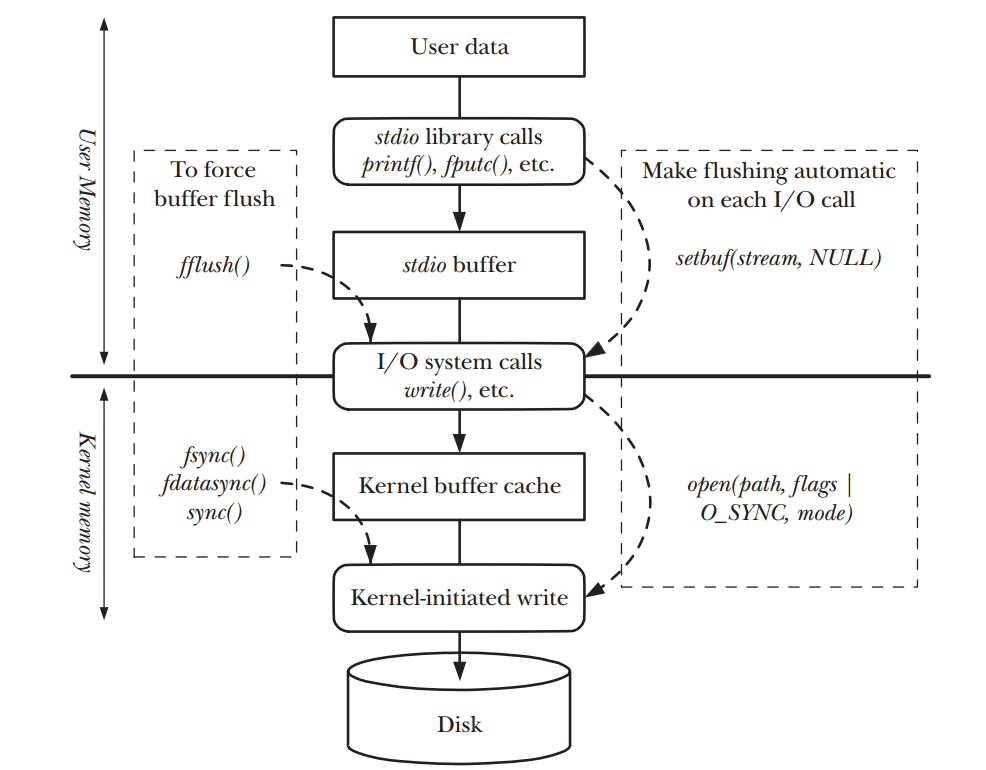 User data
stdio library calls
printf(), fputc(), etc.
User Memory
To force
buffer flush
Make flushing automatic
on each I/O call
fflush()
stdio buffer
setbuf(stream, NULL)
I/O system calls
write(), etc.
Kernel memory
fsync()
fdatasync()
sync()
Kernel buffer cache
open(path, flags |
O_SYNC, mode)
Kernel-initiated write
Disk